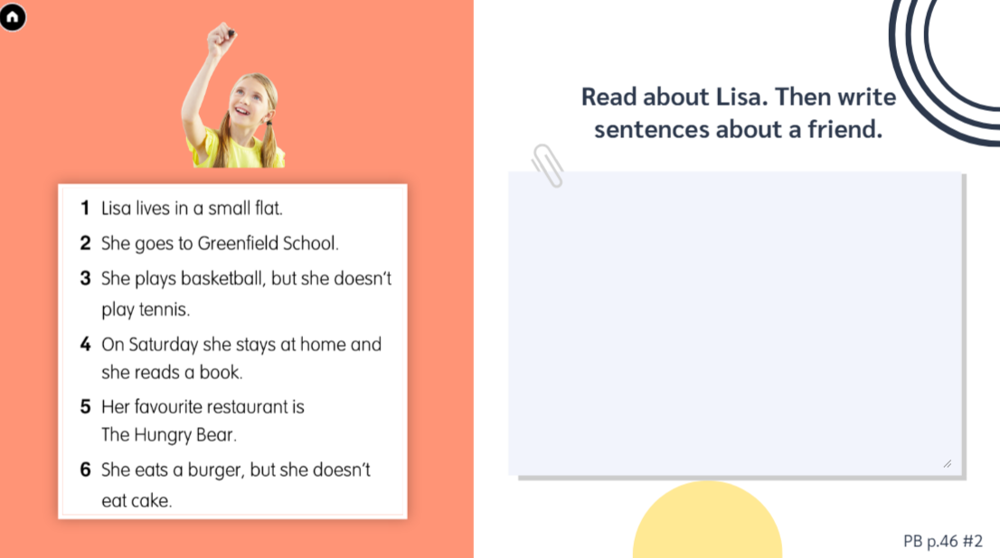 1 Lisa lives in a small flat.
2 She goes to Greenfield School.
3 She plays basketball, but she doesn't
play tennis.
4 On Saturday she stays at home and
she reads a book.
5 Her favourite restaurant is
The Hungry Bear.
6 She eats a burger, but she doesn't
eat cake.
Read about Lisa. Then write
sentences about a friend.
PB p.46 #2